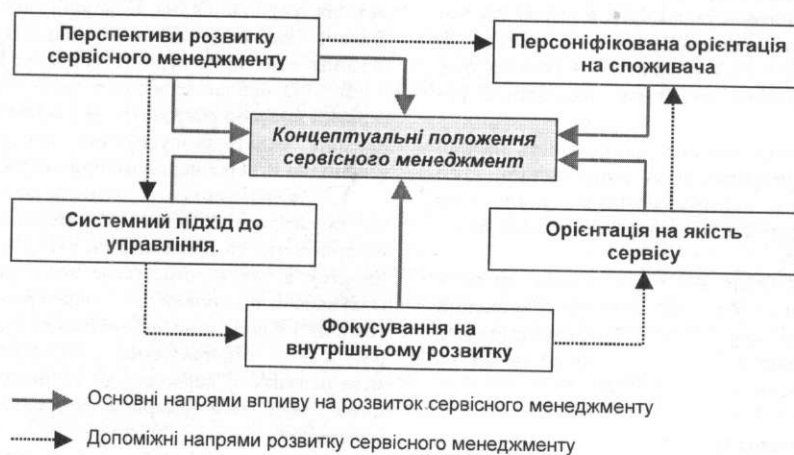 Перспективи розвитку
сервісного менеджменту
Персоніфікована орієнтація
на споживача
Концептуальні положення
сервісного менеджмент
Системний підхід до
управління.
Орієнтація на якість
сервісу
Фокусування на
внутрішньому розвитку
Основні напрями впливу на розвиток сервісного менеджменту
Допоміжні напрями розвитку сервісного менеджменту